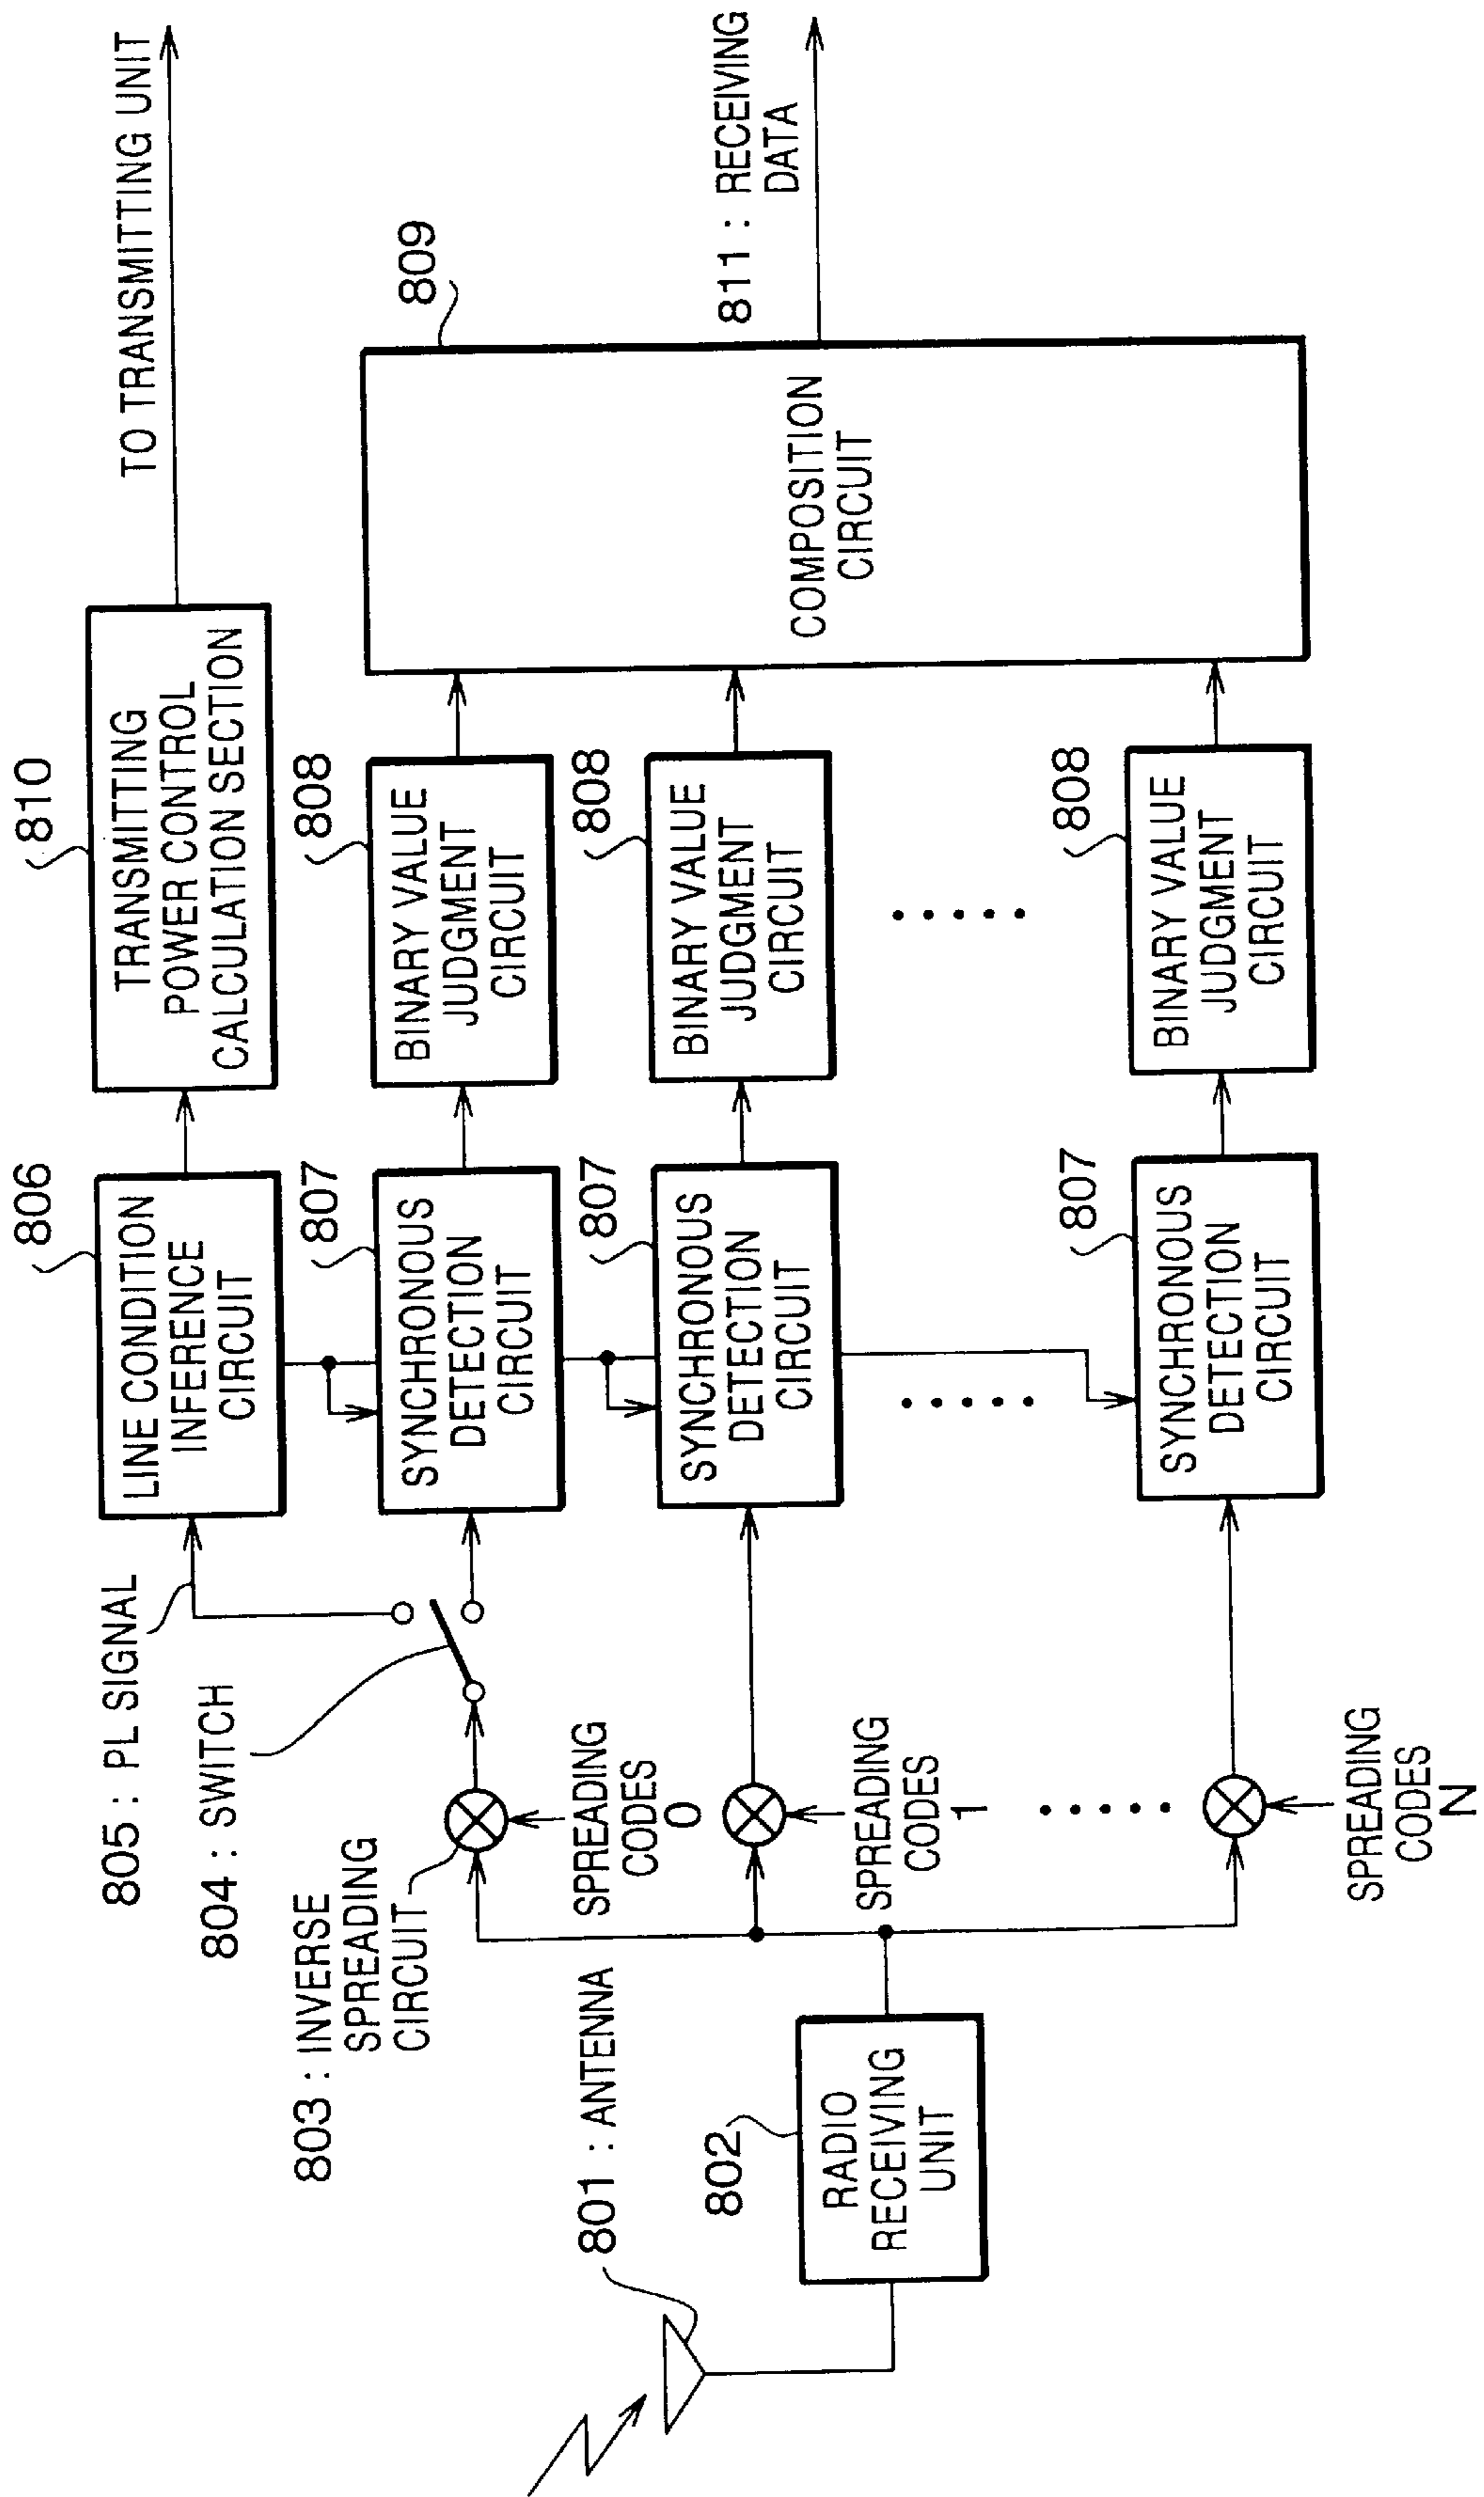 801 : ANTENNA
802
RADIO
RECEIVING
UNIT
803 : INVERSE
SPREADING
CIRCUIT
804 : SWITCH
805 : PL SIGNAL
SPREADING
CODES
0
SPREADING
CODES
1
SPREADING
CODES
N
806
LINE CONDITION
INFERENCE
CIRCUIT
807
SYNCHRONOUS
DETECTION
CIRCUIT
807
SYNCHRONOUS
DETECTION
CIRCUIT
807
SYNCHRONOUS
DETECTION
CIRCUIT
810
TRANSMITTING
POWER CONTROL
CALCULATION SECTION
808
BINARY VALUE
JUDGMENT
CIRCUIT
808
BINARY VALUE
JUDGMENT
CIRCUIT
808
BINARY VALUE
JUDGMENT
CIRCUIT
809
COMPOSITION
CIRCUIT
TO TRANSMITTING UNIT
811 : RECEIVING
DATA